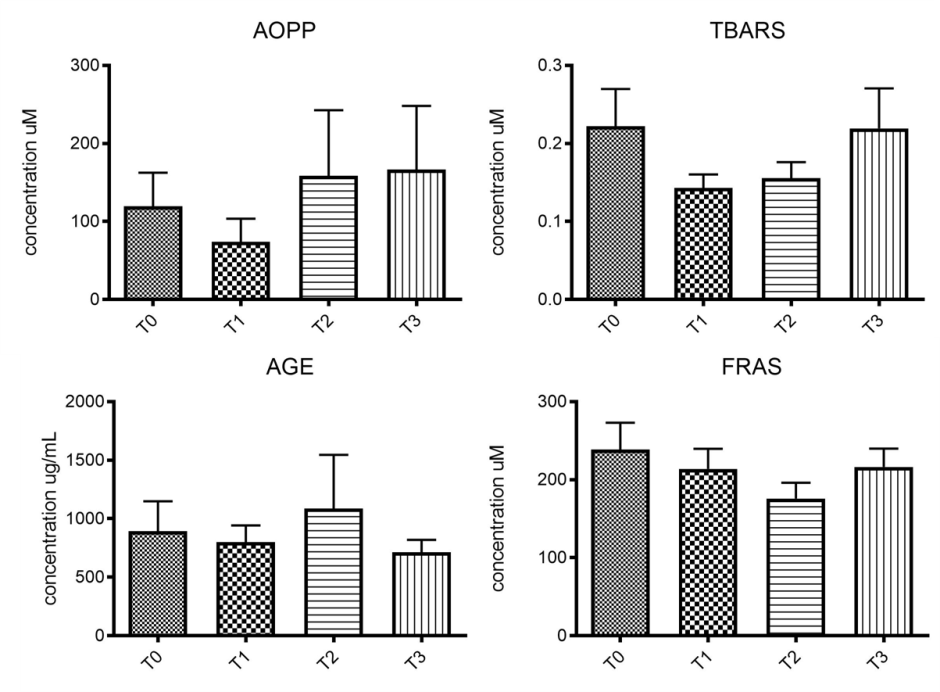 AOPP
300
200
100
0
concentration uM
T0 T1 T2 T3
TBARS
0.3
0.2
0.1
0.0
concentration uM
T0 T1 T2 T3
AGE
2000
1500
1000
500
0
concentration ug/mL
T0 T1 T2 T3
FRAS
300
200
100
0
concentration uM
T0 T1 T2 T3